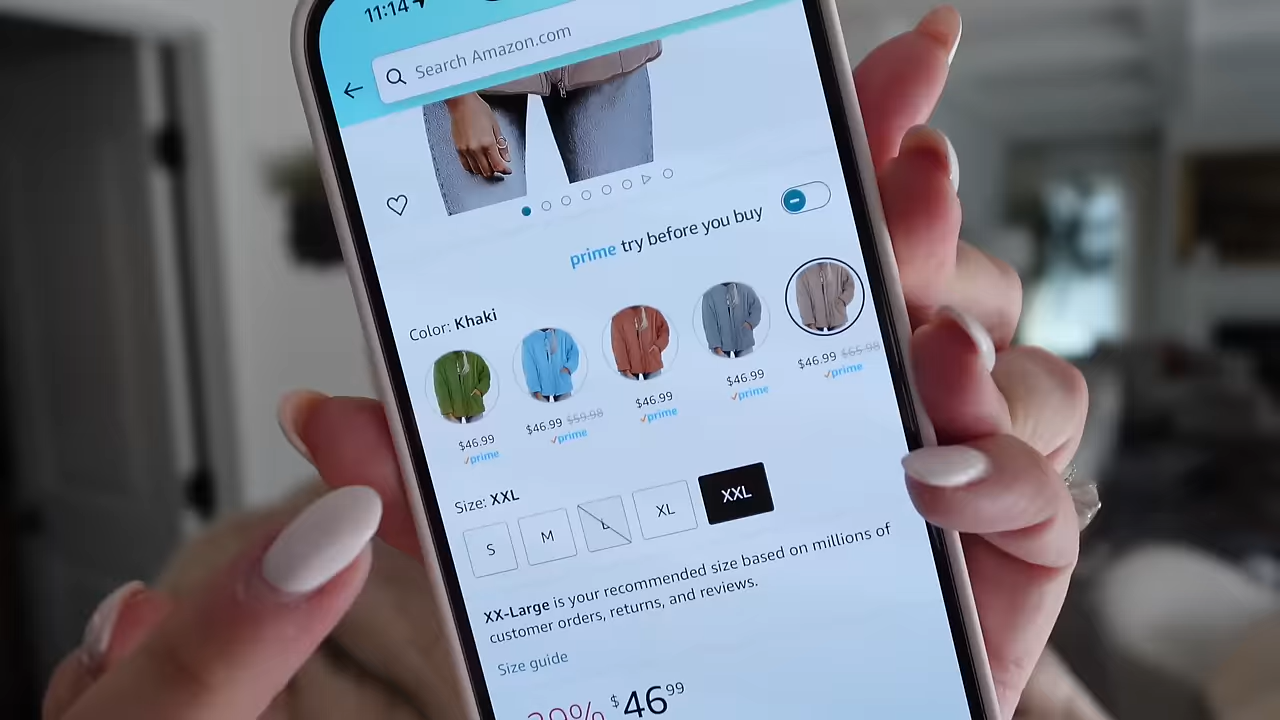 11:14
Search Amazon.com
prime try before you buy
Color: Khaki
$46.99
prime
$46.99 $59.98
prime
$46.99
prime
$46.99
prime
$46.99 $65.98
prime
Size: XXL
S
M
L
XL
XXL
XX-Large is your recommended size based on millions of
customer orders, returns, and reviews.
Size guide
$46.99